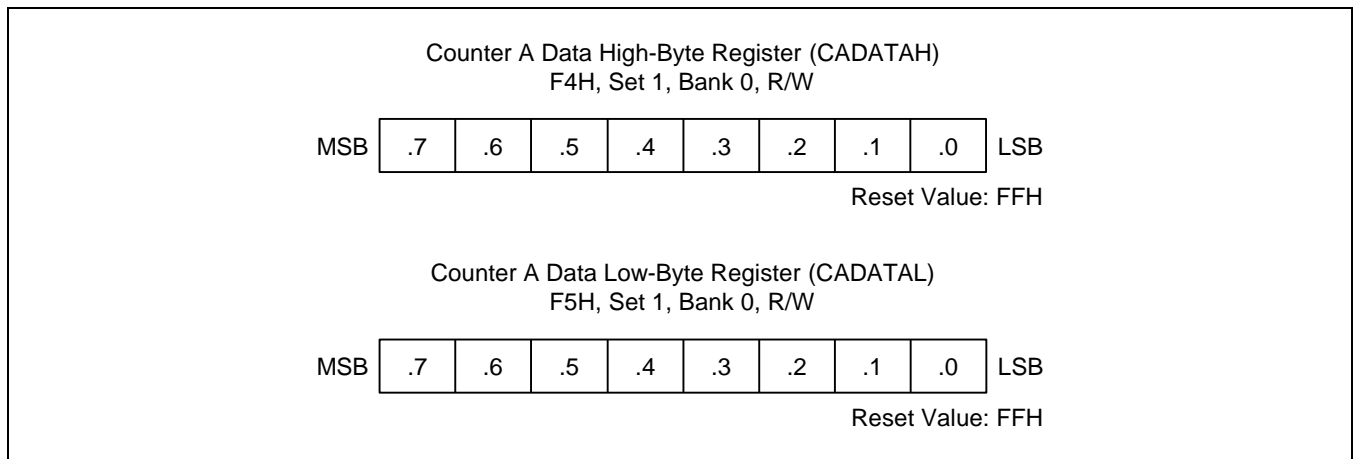 Counter A Data High-Byte Register (CADATAH)
F4H, Set 1, Bank 0, R/W
MSB .7 .6 .5 .4 .3 .2 .1 .0 LSB
Reset Value: FFH
Counter A Data Low-Byte Register (CADATAL)
F5H, Set 1, Bank 0, R/W
MSB .7 .6 .5 .4 .3 .2 .1 .0 LSB
Reset Value: FFH